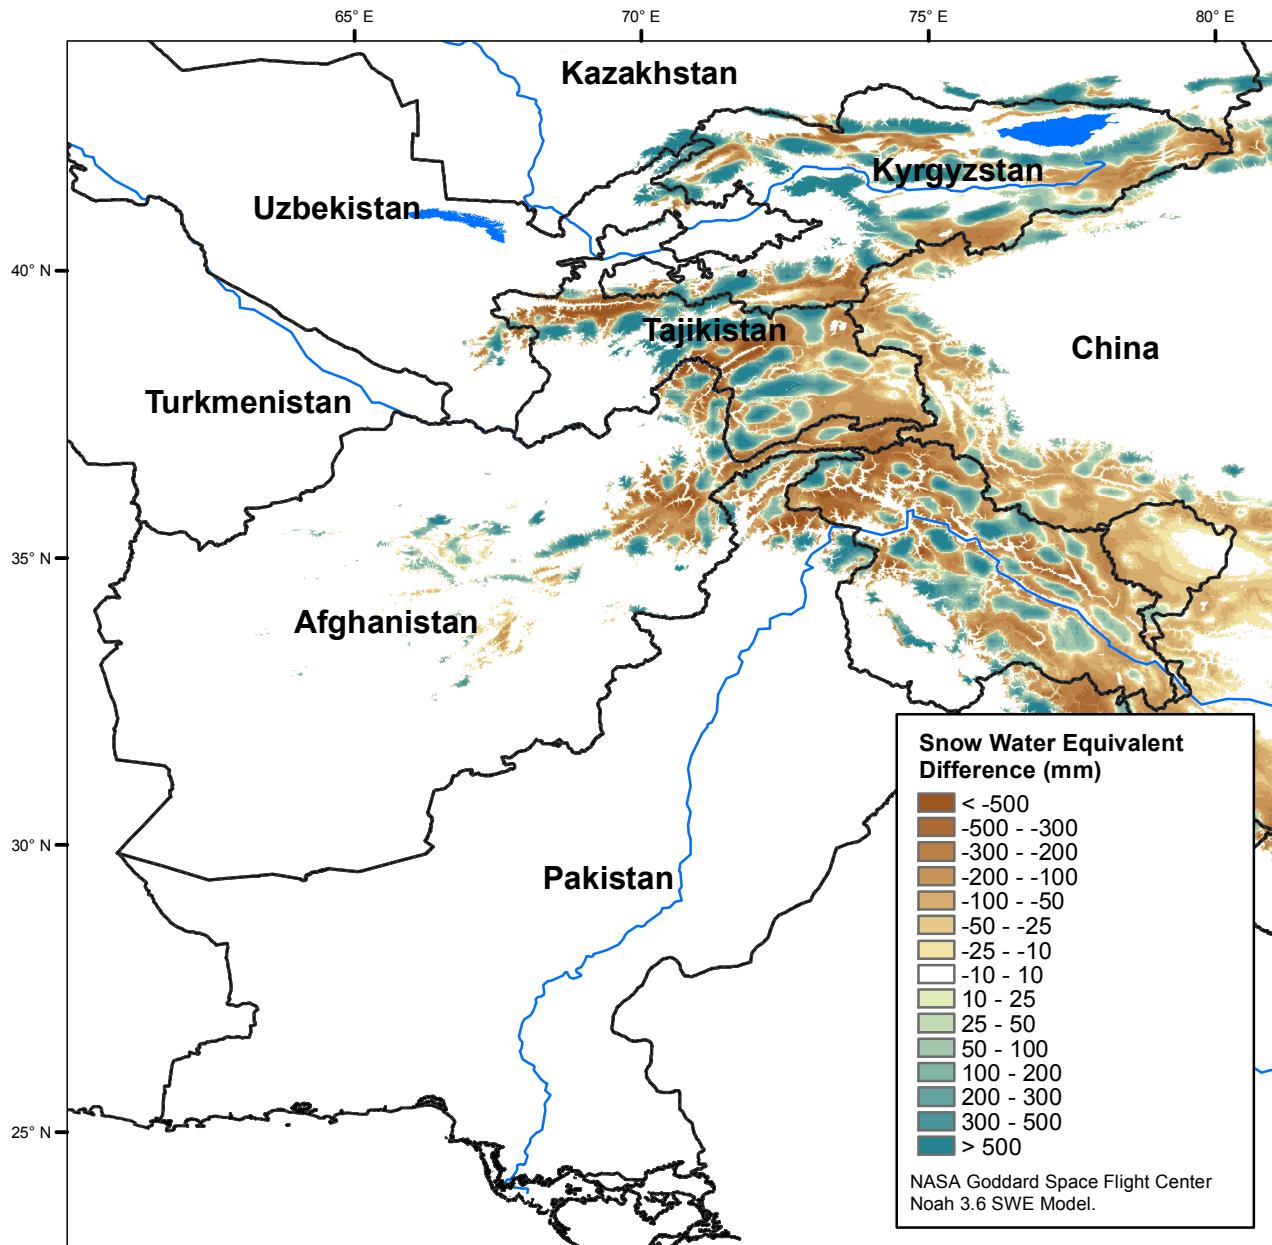 65° E
70° E
75° E
80° E
Kazakhstan
Kyrgyzstan
Uzbekistan
40° N
Tajikistan
China
Turkmenistan
35° N
Afghanistan
30° N
Pakistan
25° N
Snow Water Equivalent
Difference (mm)
< -500
-500 - -300
-300 - -200
-200 - -100
-100 - -50
-50 - -25
-25 - -10
-10 - 10
10 - 25
25 - 50
50 - 100
100 - 200
200 - 300
300 - 500
> 500
NASA Goddard Space Flight Center
Noah 3.6 SWE Model.